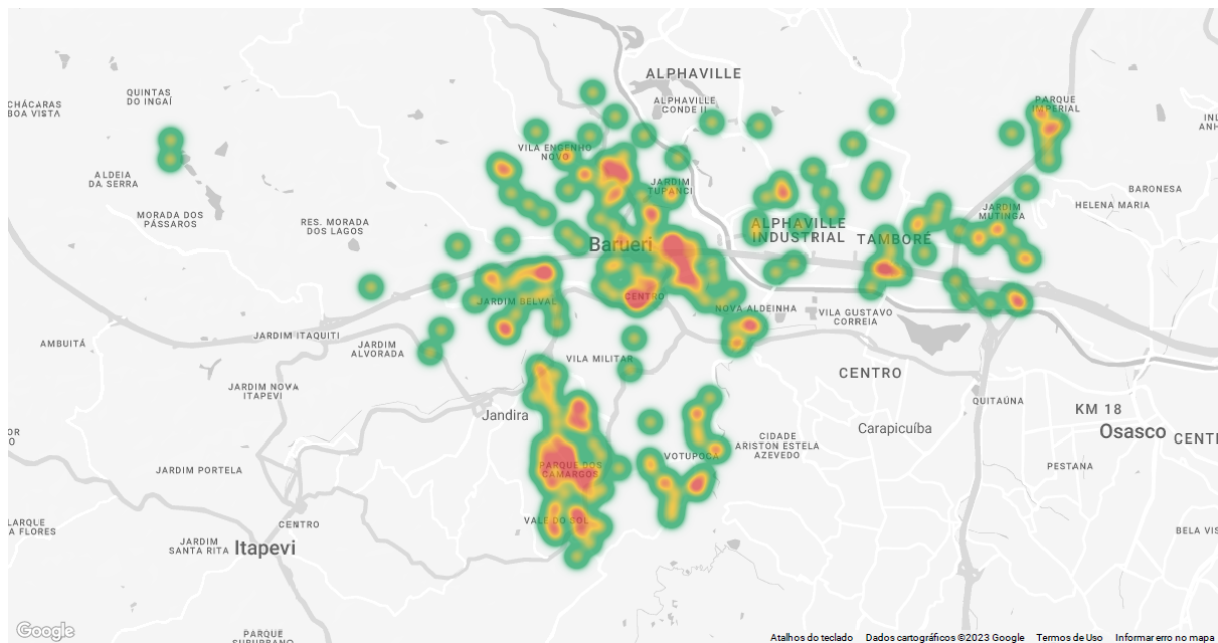 ALPHAVILLE
QUINTAS
DO INGAÍ
CHÁCARAS
BOA VISTA
ALPHAVILLE
CONDE II
PARQUE
IMPERIAL
VILA ENGENHO
NOVO
ALDEIA
DA SERRA
JARDIM
TUPANCI
BARONESA
HELENA MARIA
MORADA DOS
PÁSSAROS
RES. MORADA
DOS LAGOS
JARDIM
MUTINGA
ALPHAVILLE
INDUSTRIAL
TAMBORÉ
Barueri
CENTRO
JARDIM BELVAL
NOVA ALDEINHA
VILA GUSTAVO
CORREIA
JARDIM ITAQUITI
AMBUITÁ
JARDIM
ALVORADA
VILA MILITAR
CENTRO
JARDIM NOVA
ITAPEVI
QUITAÚNA
Jandira
KM 18
Carapicuíba
Osasco
CIDADE
ARISTON ESTELA
AZEVEDO
VOTUPOCA
JARDIM PORTELA
PARQUE DOS
CAMARGOS
PESTANA
VALE DO SOL
CENTRO
JARDIM
SANTA RITA
Itapevi
BELA VIS
PARQUE
SUBURBANO
Google
Atalhos do teclado
Dados cartográficos ©2023 Google
Termos de Uso
Informar erro no mapa